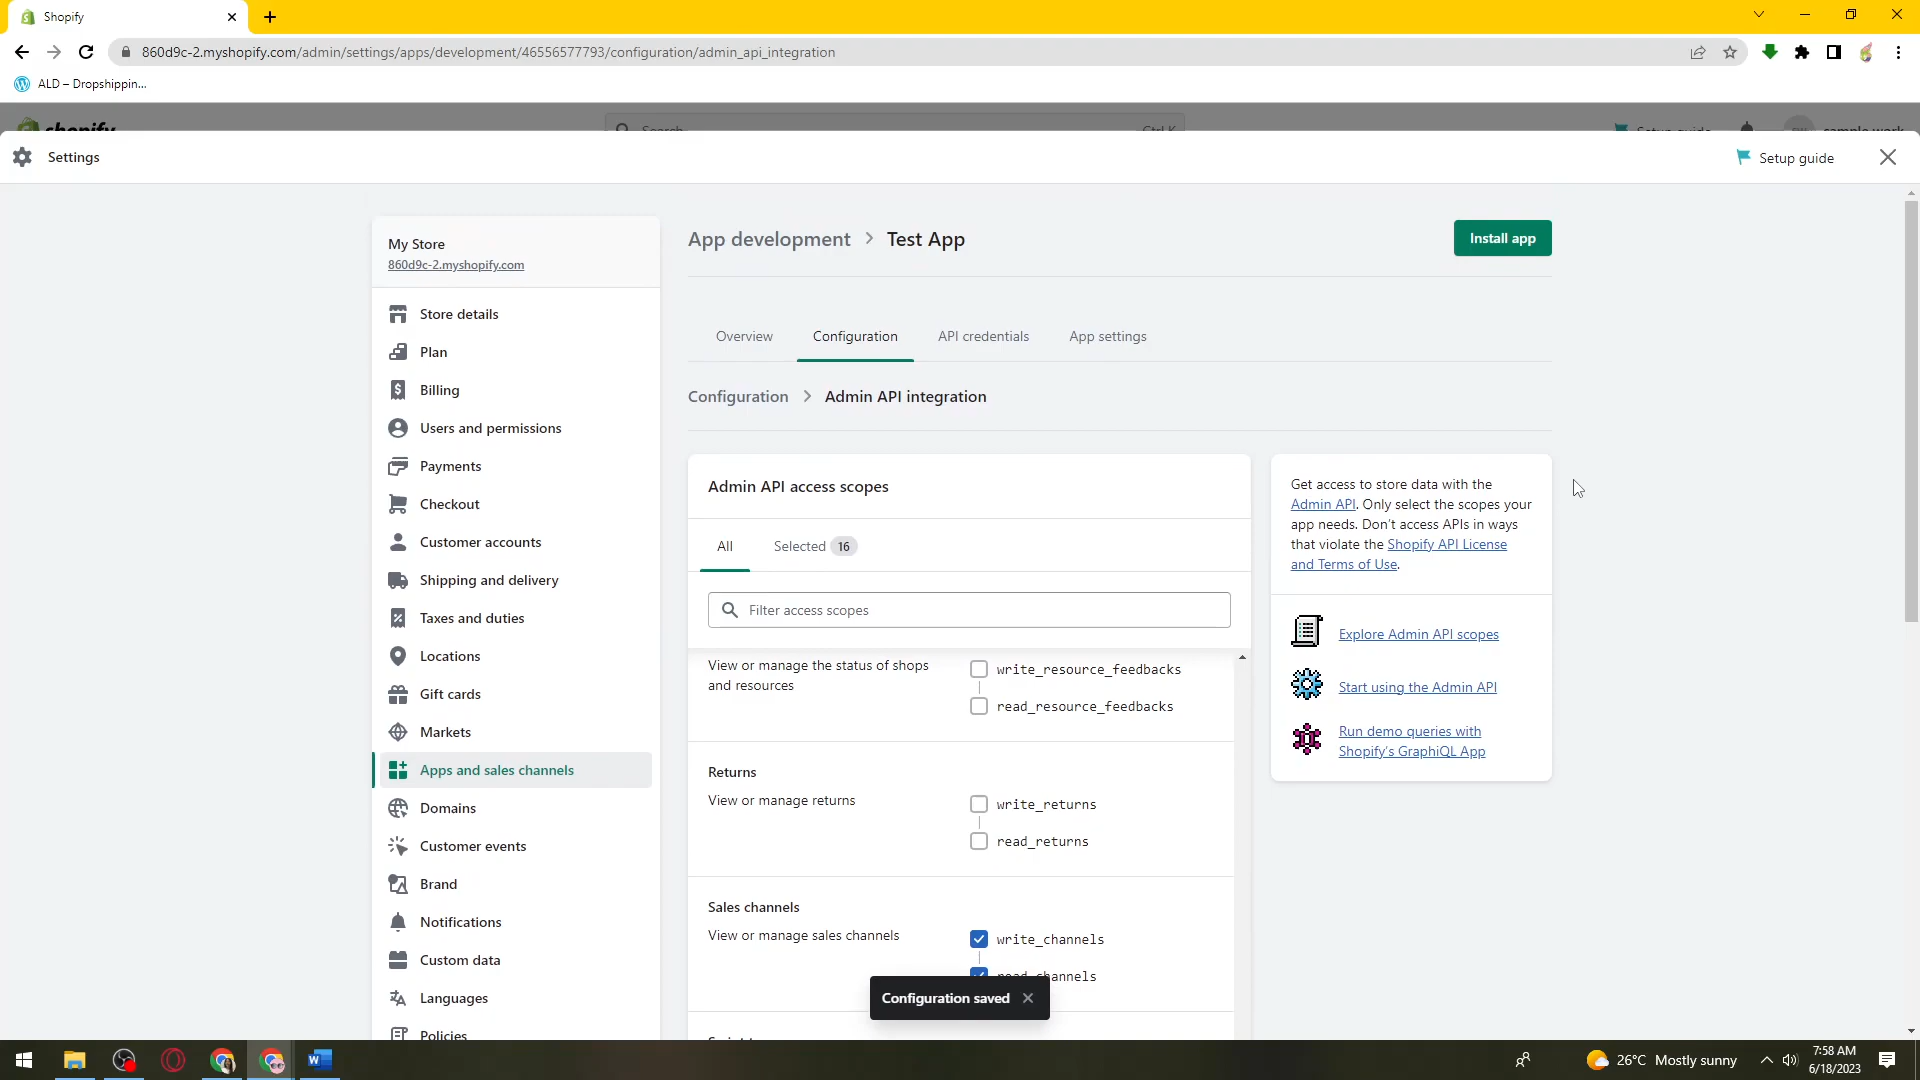 Shopify
860d9c-2.myshopify.com/admin/settings/apps/development/46556577793/configuration/admin_api_integration
ALD – Dropshippin...
shopify
Search
Ctrl K
Setup guide
sample work
Settings
Setup guide
My Store
860d9c-2.myshopify.com
Store details
Plan
Billing
Users and permissions
Payments
Checkout
Customer accounts
Shipping and delivery
Taxes and duties
Locations
Gift cards
Markets
Apps and sales channels
Domains
Customer events
Brand
Notifications
Custom data
Languages
Policies
App development > Test App
Install app
Overview
Configuration
API credentials
App settings
Configuration > Admin API integration
Admin API access scopes
All
Selected 16
Filter access scopes
View or manage the status of shops
and resources
write_resource_feedbacks
read_resource_feedbacks
Returns
View or manage returns
write_returns
read_returns
Sales channels
View or manage sales channels
write_channels
read_channels
Configuration saved
Get access to store data with the
Admin API. Only select the scopes your
app needs. Don't access APIs in ways
that violate the Shopify API License
and Terms of Use.
Explore Admin API scopes
Start using the Admin API
Run demo queries with
Shopify's GraphiQL App
26°C Mostly sunny
7:58 AM
6/18/2023